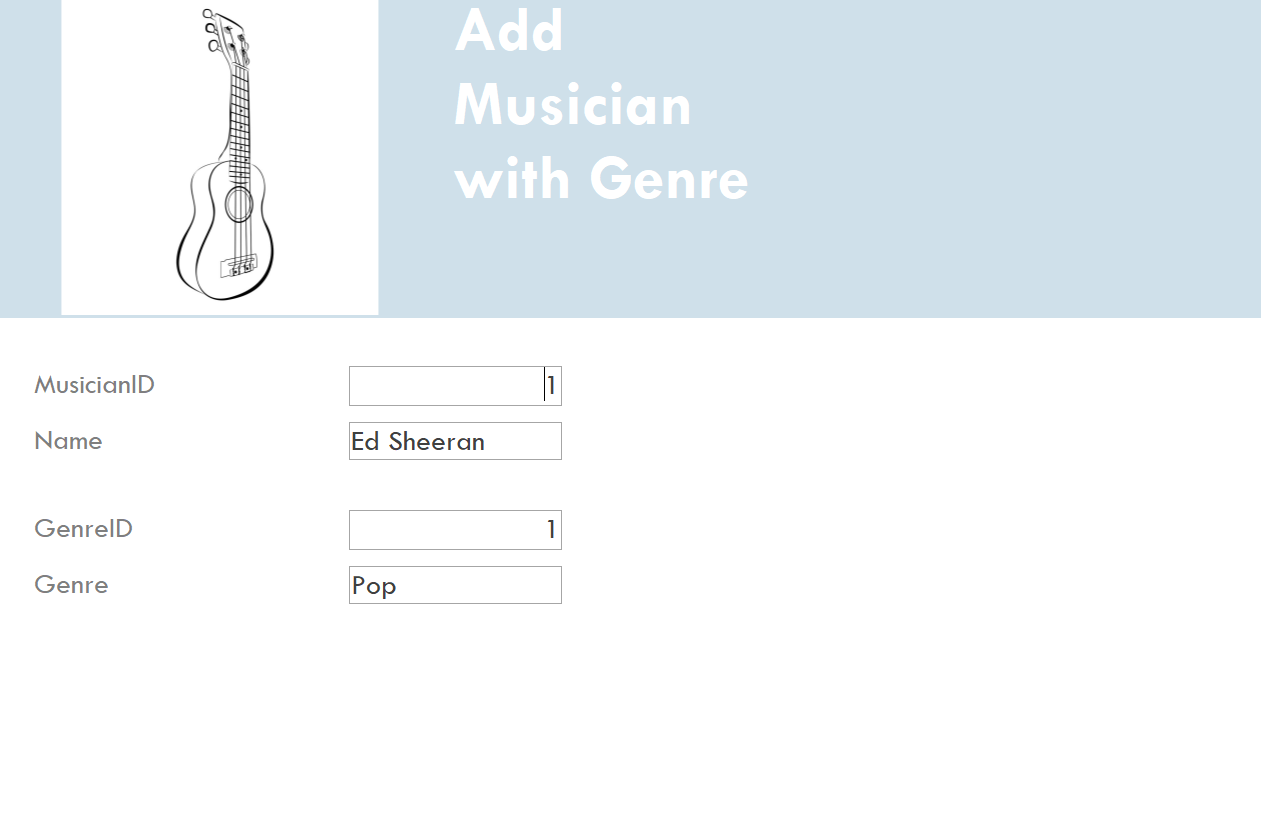 Add
Musician
with Genre
MusicianID 1
Name Ed Sheeran
GenreID 1
Genre Pop